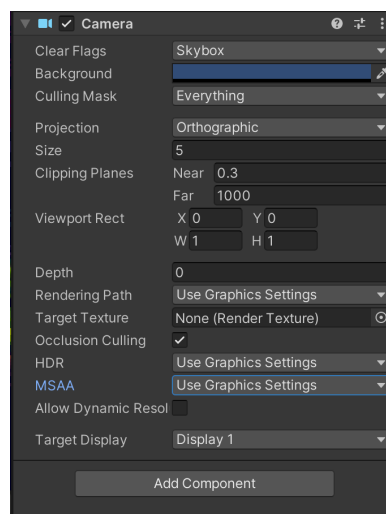 Camera
Clear Flags Skybox
Background
Culling Mask Everything
Projection Orthographic
Size 5
Clipping Planes Near 0.3
Far 1000
Viewport Rect X 0 Y 0
W 1 H 1
Depth 0
Rendering Path Use Graphics Settings
Target Texture None (Render Texture)
Occlusion Culling
HDR Use Graphics Settings
MSAA Use Graphics Settings
Allow Dynamic Resol
Target Display Display 1
Add Component